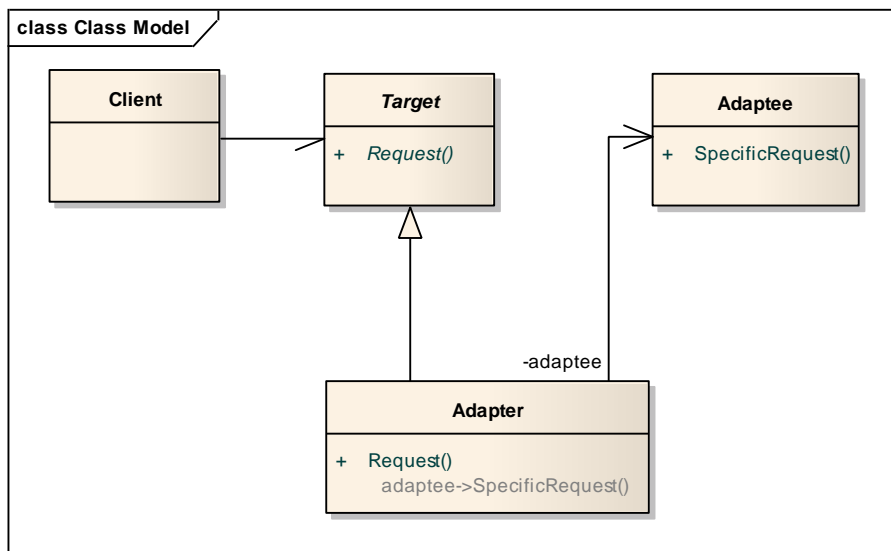 class Class Model
Client
Target
+ Request()
Adaptee
+ SpecificRequest()
-adaptee
Adapter
+ Request()
adaptee->SpecificRequest()